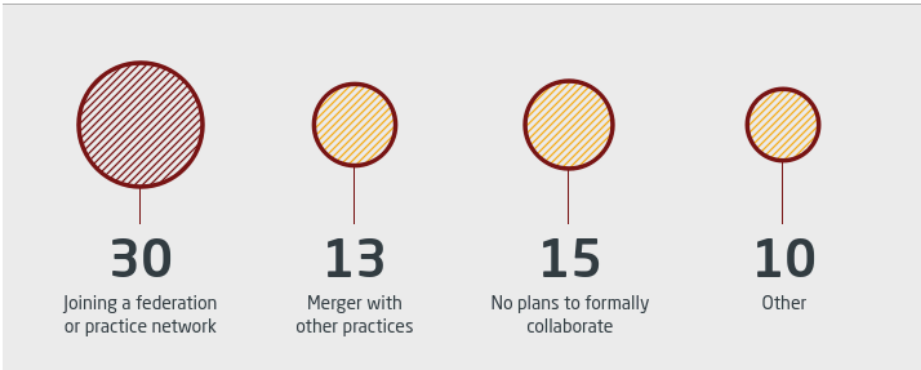 30
Joining a federation
or practice network
13
Merger with
other practices
15
No plans to formally
collaborate
10
Other